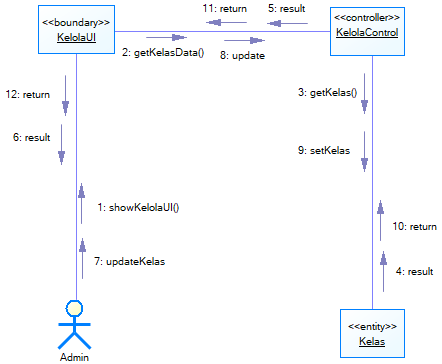 11: return
5: result
<<boundary>>
KelolaUI
<<controller>>
KelolaControl
2: getKelasData()
8: update
12: return
3: getKelas()
6: result
9: setKelas
1: showKelolaUI()
10: return
7: updateKelas
4: result
<<entity>>
Kelas
Admin